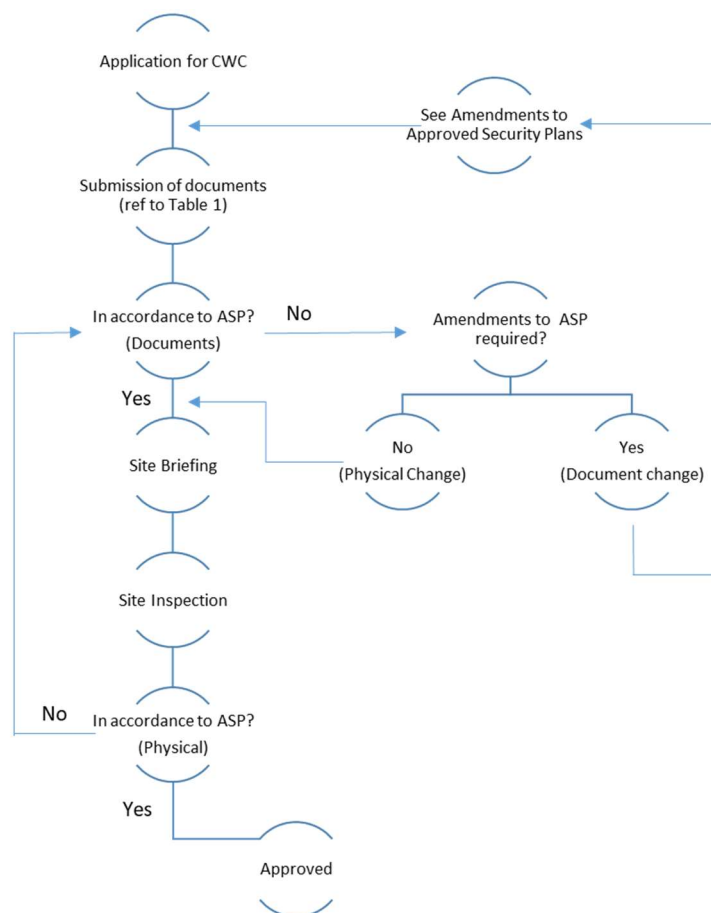 Application for CWC
See Amendments to
Approved Security Plans
Submission of documents
(ref to Table 1)
In accordance to ASP?
(Documents)
No
Amendments to ASP
required?
Yes
No
(Physical Change)
Yes
(Document change)
Site Briefing
Site Inspection
No
In accordance to ASP?
(Physical)
Yes
Approved